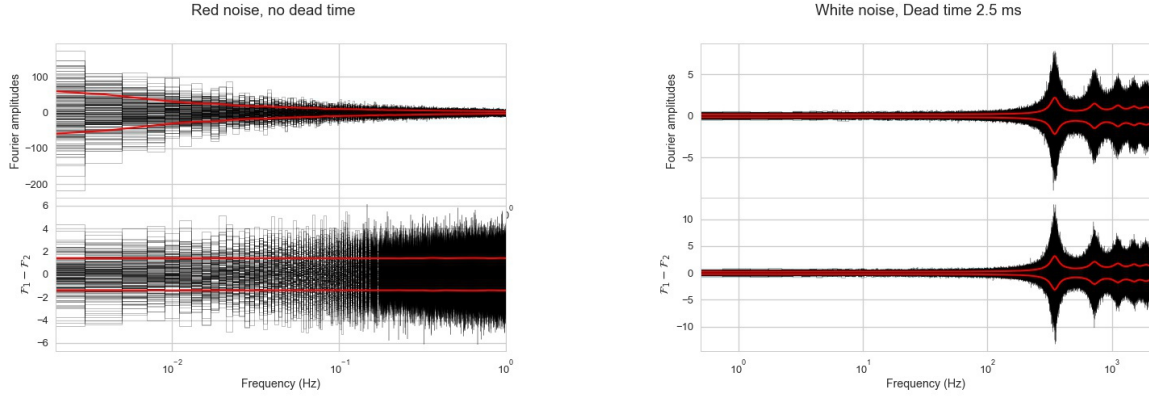 Red noise, no dead time
Fourier amplitudes
100
0
−100
−200
0
ℱ₁ − ℱ₂
6
4
2
0
−2
−4
−6
10⁻² 10⁻¹ 10⁰
Frequency (Hz)
White noise, Dead time 2.5 ms
Fourier amplitudes
5
0
−5
ℱ₁ − ℱ₂
10
5
0
−5
−10
10⁰ 10¹ 10² 10³
Frequency (Hz)